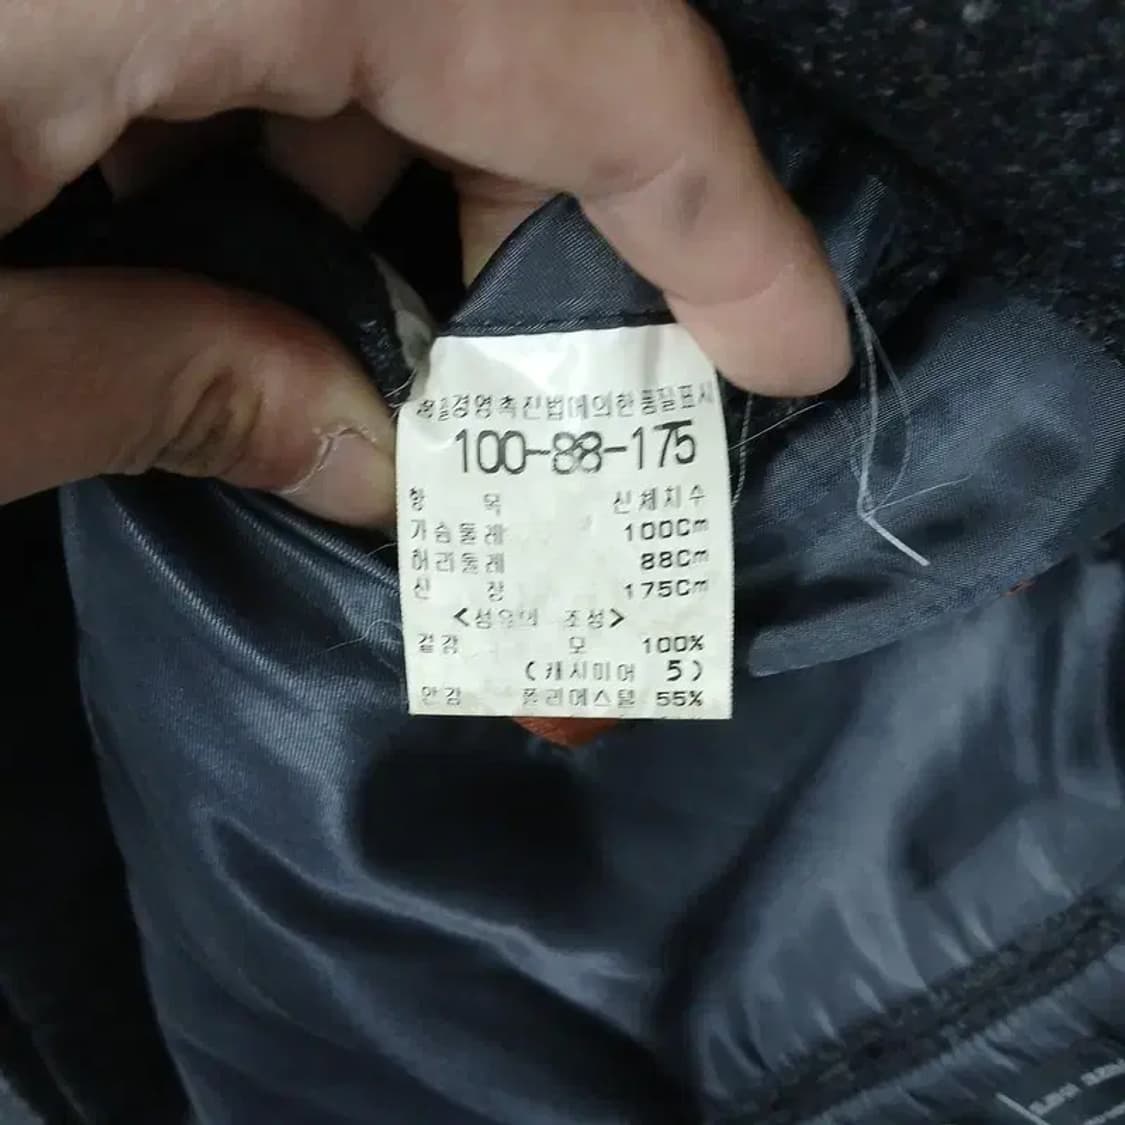 품질경영촉진법에의한품질표시
100-88-175
항 목 신체치수
가슴둘레 100Cm
허리둘레 88Cm
신 장 175Cm
<섬유의 조성>
겉감 모 100%
(캐시미어 5)
안감 폴리에스텔 55%